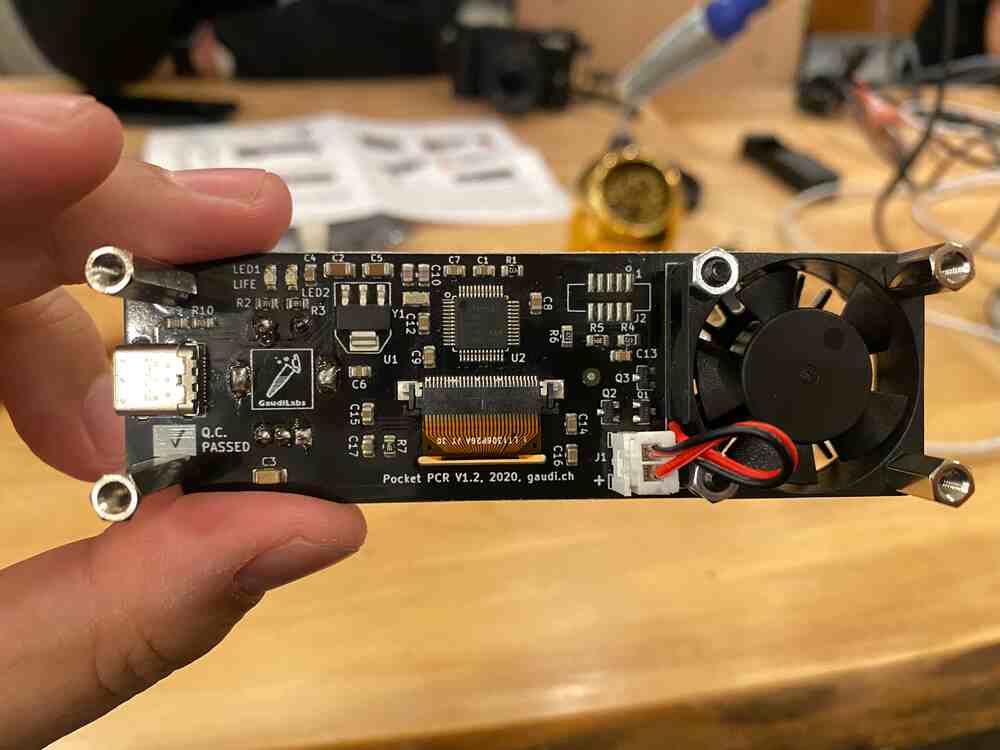 LED1
LIFE
C4
C2
C5
C10
C7
C1
R1
LED2
R2
R3
R10
Y1
C12
C8
1
J2
R5
R4
R6
U1
U2
C9
C13
C6
Q3
Q2
Q1
GaudiLabs
C15
C14
Q.C.
PASSED
C17
R7
C16
J1
+
C3
Pocket PCR V1.2, 2020, gaudi.ch